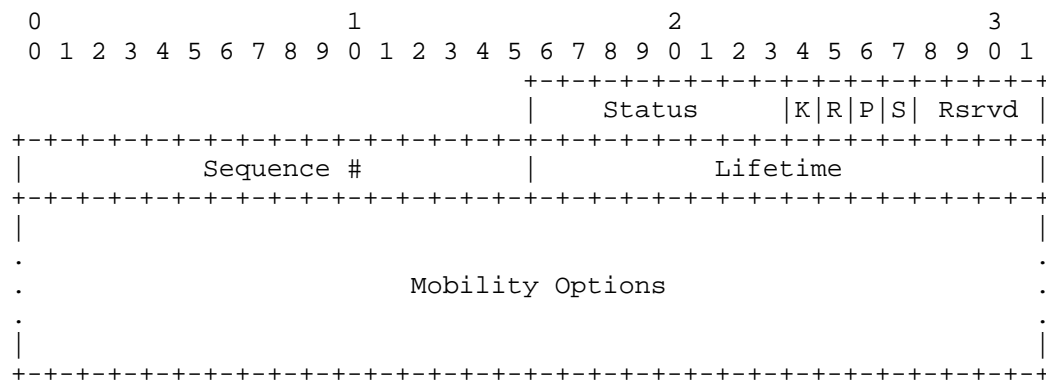 0                   1                   2                   3
 0 1 2 3 4 5 6 7 8 9 0 1 2 3 4 5 6 7 8 9 0 1 2 3 4 5 6 7 8 9 0 1
                                +-+-+-+-+-+-+-+-+-+-+-+-+-+-+-+-+
                                |    Status     |K|R|P|S| Rsrvd |
+-+-+-+-+-+-+-+-+-+-+-+-+-+-+-+-+-+-+-+-+-+-+-+-+-+-+-+-+-+-+-+-+
|           Sequence #          |           Lifetime            |
+-+-+-+-+-+-+-+-+-+-+-+-+-+-+-+-+-+-+-+-+-+-+-+-+-+-+-+-+-+-+-+-+
|                                                               |
.                                                               .
.                        Mobility Options                       .
.                                                               .
|                                                               |
+-+-+-+-+-+-+-+-+-+-+-+-+-+-+-+-+-+-+-+-+-+-+-+-+-+-+-+-+-+-+-+-+